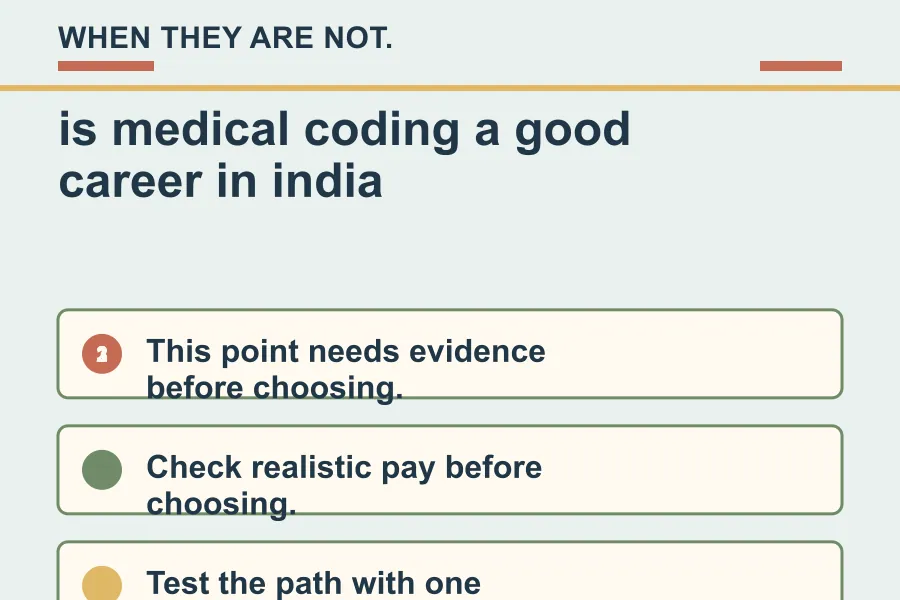 WHEN THEY ARE NOT.
is medical coding a good
career in india
This point needs evidence
before choosing.
Check realistic pay before
choosing.
Test the path with one